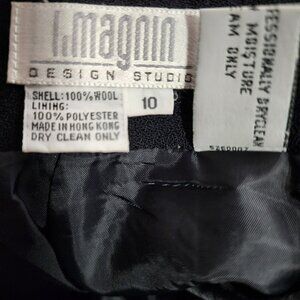 I. magnin
DESIGN STUDIO
SHELL: 100% WOOL
LINING:
100% POLYESTER
MADE IN HONG KONG
DRY CLEAN ONLY
10
FESSIONALLY DRYCLEAN
MOISTURE
AM ONLY